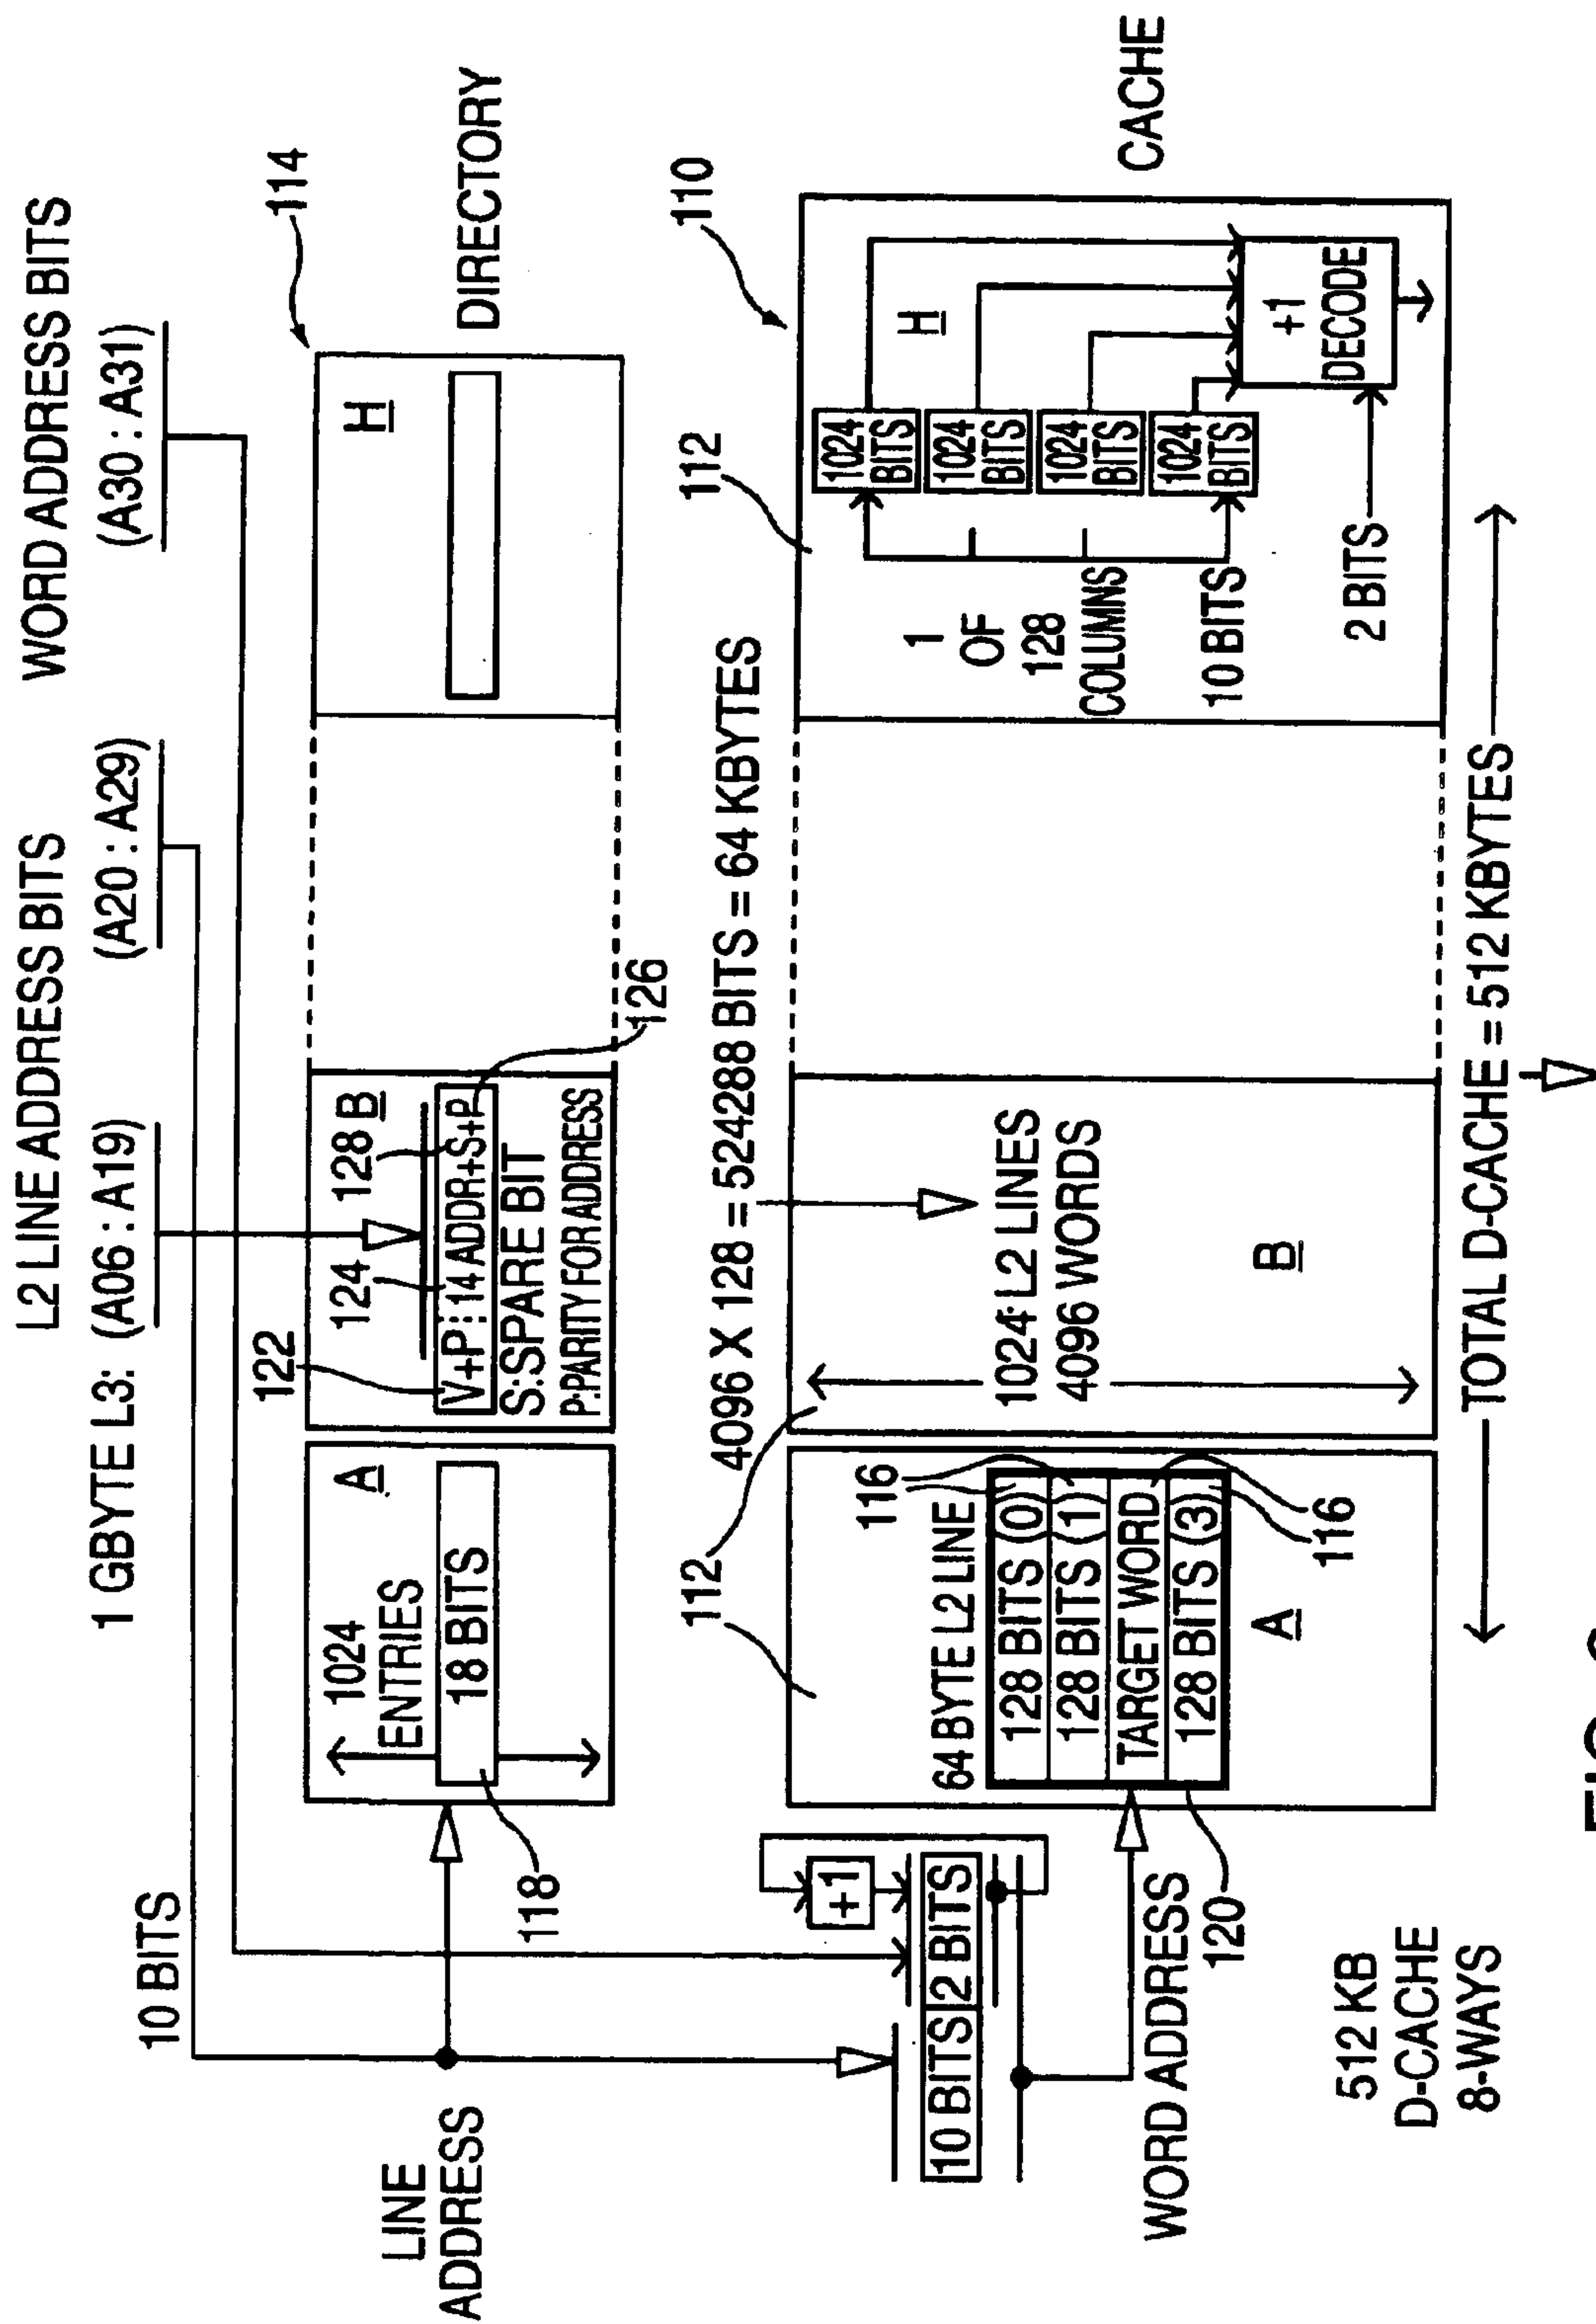 L2 LINE ADDRESS BITS
WORD ADDRESS BITS
1 GBYTE L3: (A06 : A19)
(A20 : A29)
(A30 : A31)
10 BITS
LINE
ADDRESS
114
DIRECTORY
A
1024
ENTRIES
18 BITS
118
122
124
128
B
V+P
14 ADDR+S+P
S:SPARE BIT
P:PARITY FOR ADDRESS
126
H
4096 X 128 = 524288 BITS = 64 KBYTES
+1
10 BITS
2 BITS
WORD ADDRESS
120
112
64 BYTE L2 LINE
116
128 BITS (0)
128 BITS (1)
TARGET WORD
128 BITS (3)
116
A
1024 L2 LINES
4096 WORDS
B
112
110
CACHE
H
1024
BITS
1024
BITS
1024
BITS
1024
BITS
1
OF
128
COLUMNS
10 BITS
2 BITS
+1
DECODE
512 KB
D-CACHE
8-WAYS
TOTAL D-CACHE = 512 KBYTES